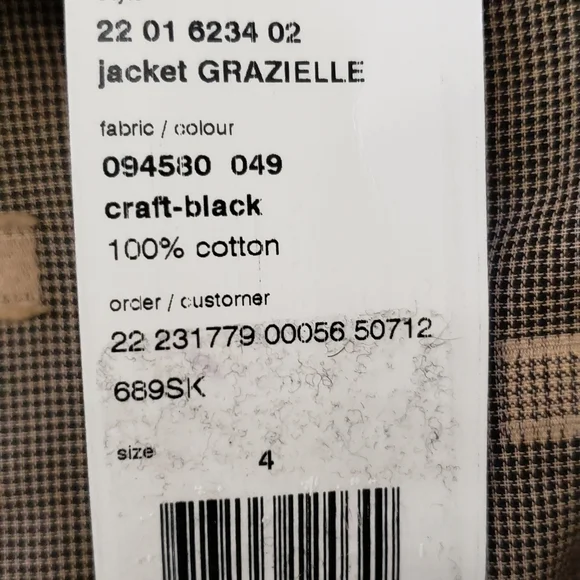 22 01 6234 02
jacket GRAZIELLE
fabric / colour
094580 049
craft-black
100% cotton
order / customer
22 231779 00056 50712
689SK
size 4